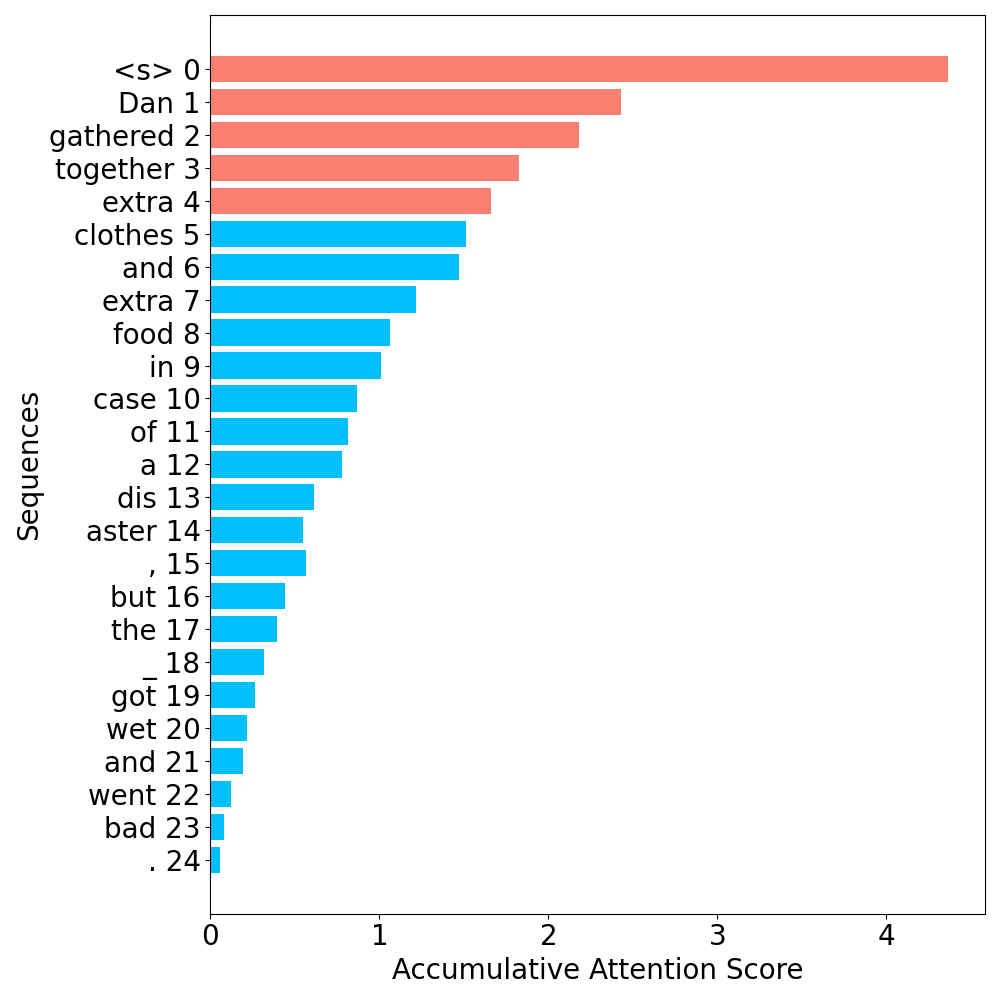 <s> 0
Dan 1
gathered 2
together 3
extra 4
clothes 5
and 6
extra 7
food 8
in 9
case 10
of 11
a 12
dis 13
aster 14
, 15
but 16
the 17
_ 18
got 19
wet 20
and 21
went 22
bad 23
. 24
Sequences
0 1 2 3 4
Accumulative Attention Score